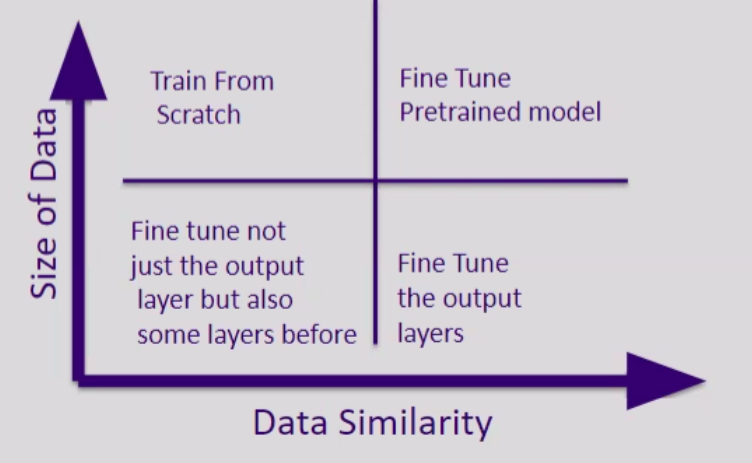 Train From
Scratch
Fine Tune
Pretrained model
Size of Data
Fine tune not
just the output
layer but also
some layers before
Fine Tune
the output
layers
Data Similarity